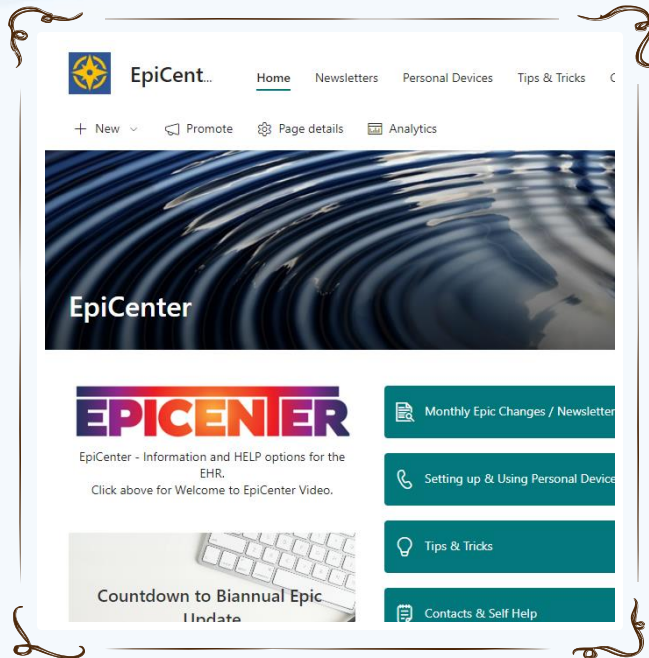 EpiCent...
Home Newsletters Personal Devices Tips & Tricks
New Promote Page details Analytics
EpiCenter
EPICENTER
EpiCenter - Information and HELP options for the
EHR.
Click above for Welcome to EpiCenter Video.
Monthly Epic Changes / Newsletter
Setting up & Using Personal Device
Tips & Tricks
Contacts & Self Help
Countdown to Biannual Epic
Update